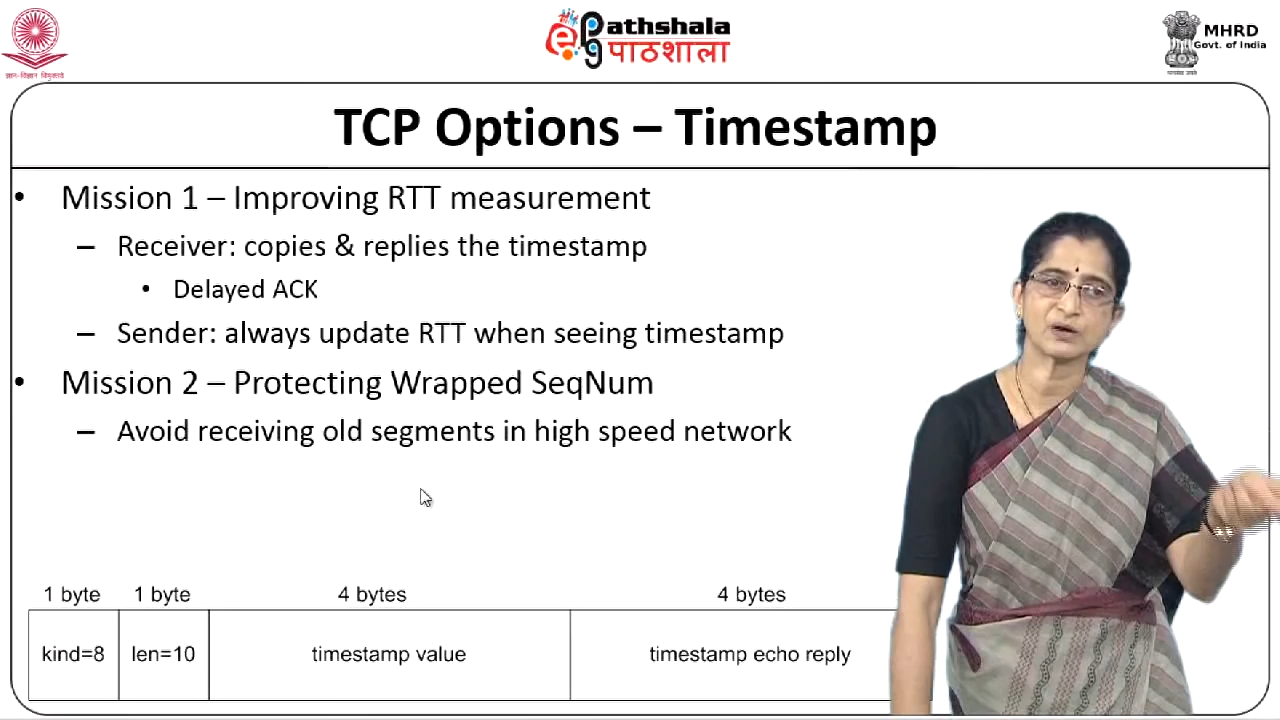 ज्ञान-विज्ञान विमुक्तये
ePathshala
पाठशाला
MHRD
Govt. of India
TCP Options – Timestamp
• Mission 1 – Improving RTT measurement
– Receiver: copies & replies the timestamp
• Delayed ACK
– Sender: always update RTT when seeing timestamp
• Mission 2 – Protecting Wrapped SeqNum
– Avoid receiving old segments in high speed network
1 byte 1 byte 4 bytes 4 bytes
kind=8 len=10 timestamp value timestamp echo reply